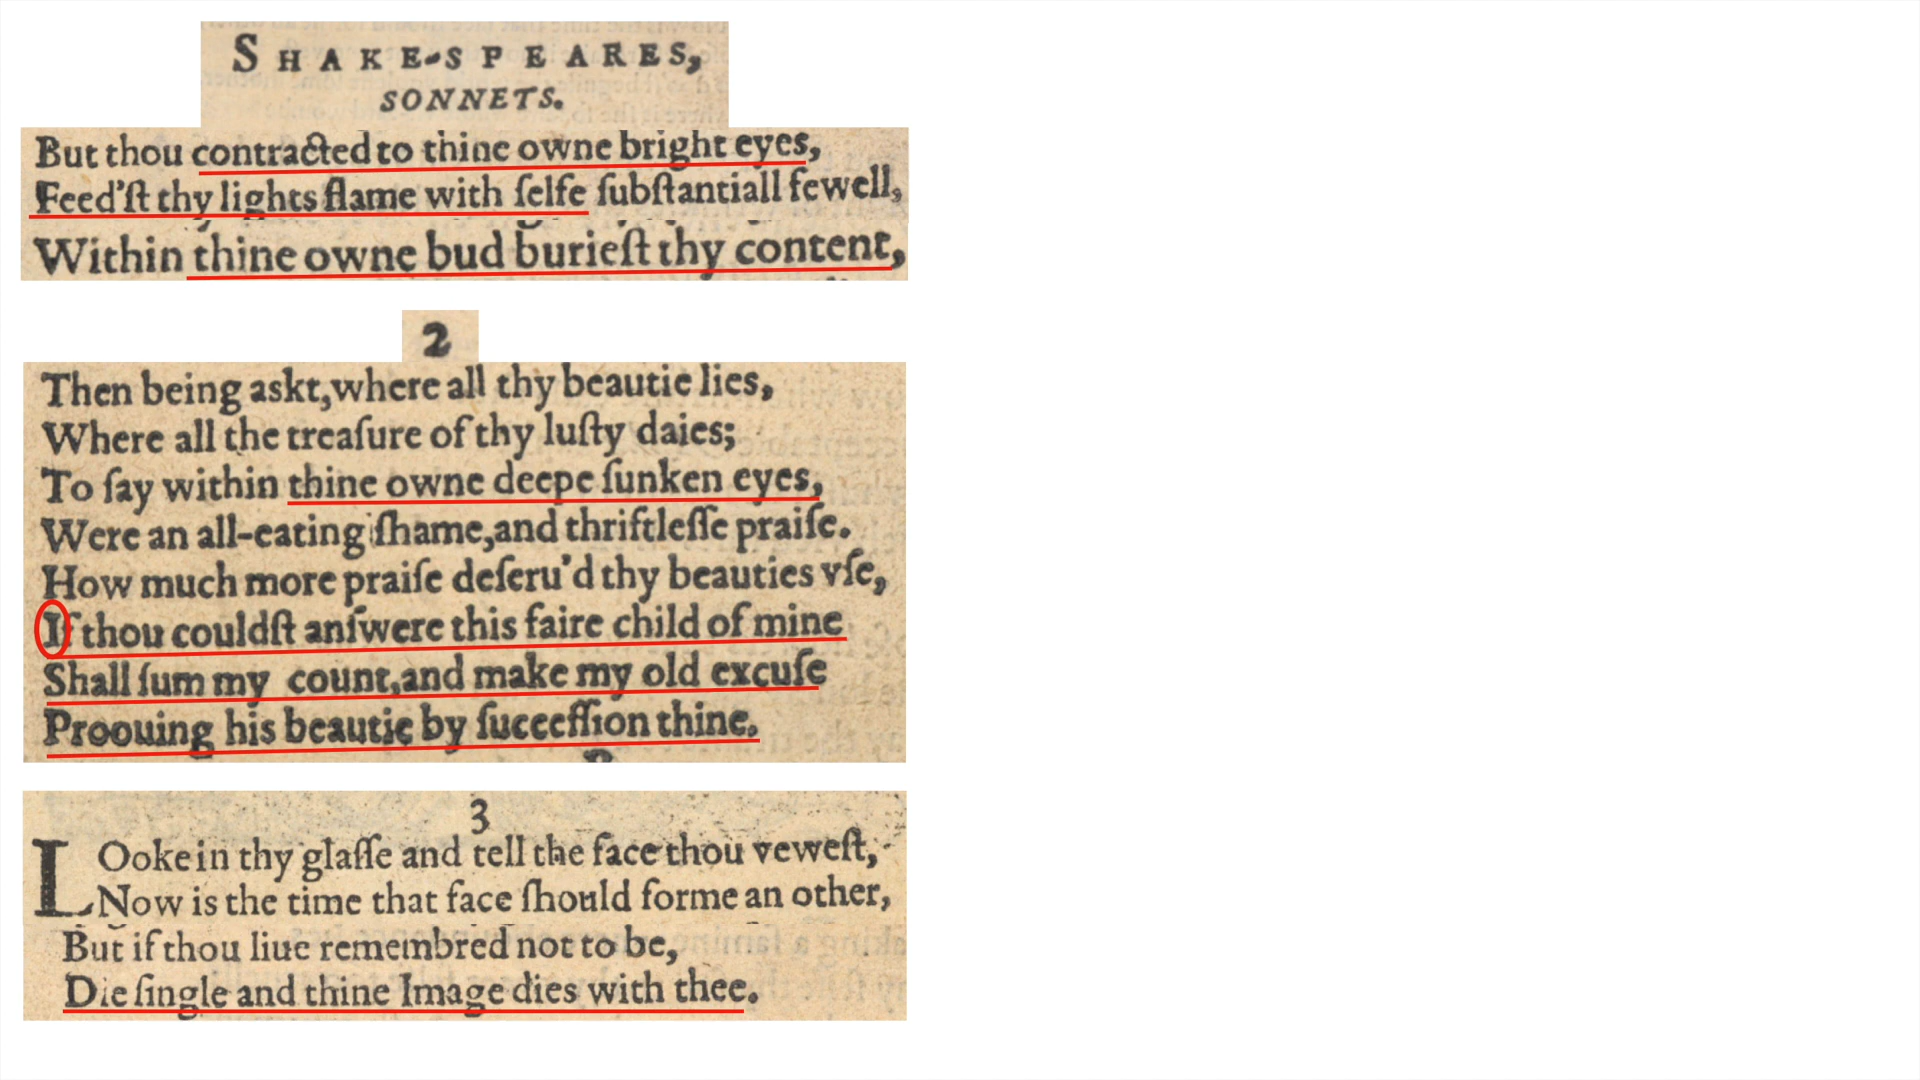 SHAKE-SPEARES,
SONNETS.
But thou contracted to thine owne bright eyes,
Feed'ſt thy lights flame with ſelfe ſubſtantiall fewell,
Within thine owne bud burieſt thy content,
2
Then being askt,where all thy beautie lies,
Where all the treaſure of thy luſty daies;
To ſay within thine owne deepe ſunken eyes,
Were an all-eating ſhame,and thriftleſſe praiſe.
How much more praiſe deſeru'd thy beauties vſe,
If thou couldſt anſwere this faire child of mine
Shall ſum my count,and make my old excuſe
Proouing his beautie by ſucceſſion thine.
3
LOoke in thy glaſſe and tell the face thou veweſt,
Now is the time that face ſhould forme an other,
But if thou liue remembred not to be,
Die ſingle and thine Image dies with thee.